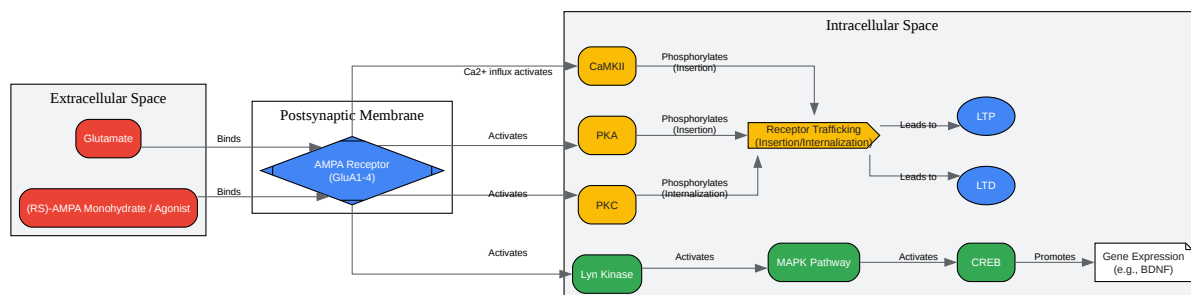 Extracellular Space
Glutamate
(RS)-AMPA Monohydrate / Agonist
Binds
Binds
Postsynaptic Membrane
AMPA Receptor
(GluA1-4)
Ca2+ influx activates
Activates
Activates
Activates
Intracellular Space
CaMKII
Phosphorylates
(Insertion)
PKA
Phosphorylates
(Insertion)
PKC
Phosphorylates
(Internalization)
Receptor Trafficking
(Insertion/Internalization)
Leads to
LTP
Leads to
LTD
Lyn Kinase
Activates
MAPK Pathway
Activates
CREB
Promotes
Gene Expression
(e.g., BDNF)